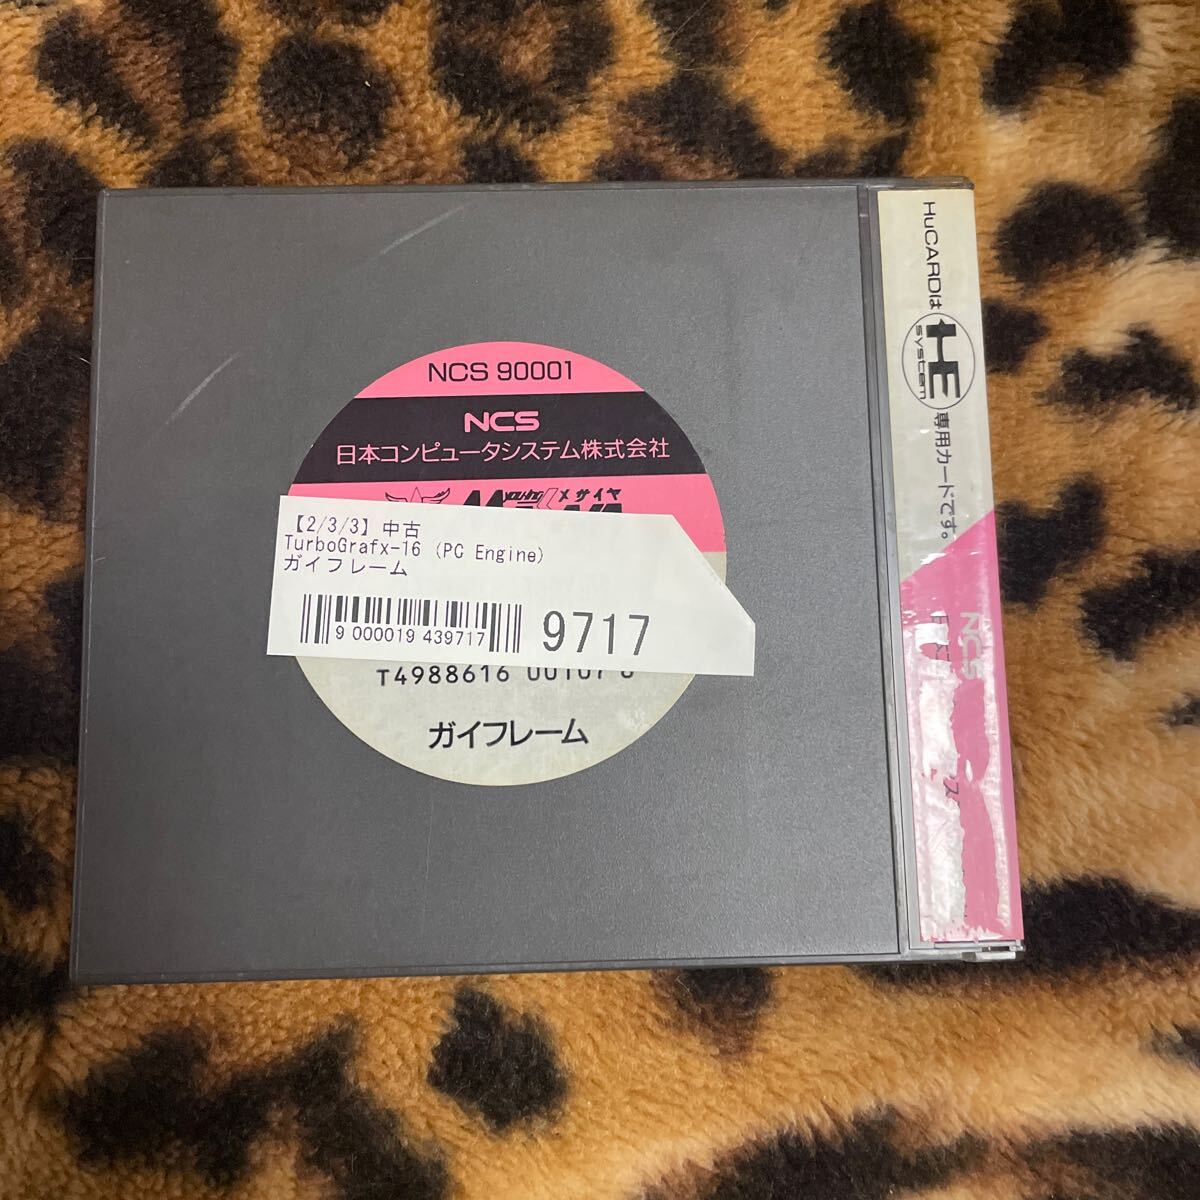 NCS 90001
NCS
日本コンピュータシステム株式会社
メサイヤ
【2/3/3】中古
TurboGrafx-16 (PC Engine)
ガイフレーム
9 000019 439717
9717
T4988616
ガイフレーム
HuCARDは
HE
system
専用カードです。
NCS